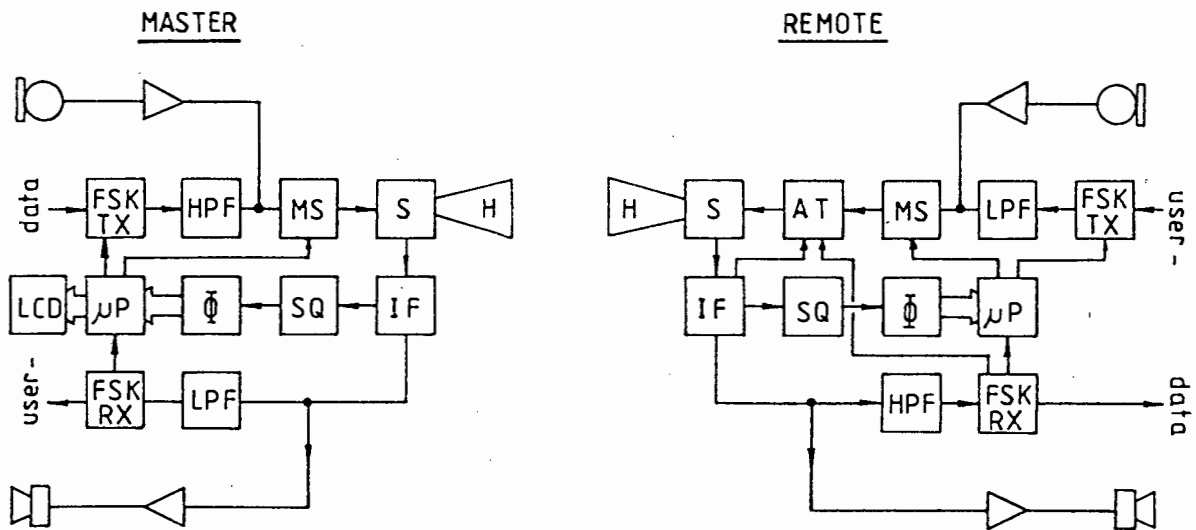 MASTER
REMOTE
data
FSK
TX
HPF
MS
S
H
LCD
μP
Φ
SQ
IF
user-
FSK
RX
LPF
H
S
AT
MS
LPF
FSK
TX
user-
IF
SQ
Φ
μP
HPF
FSK
RX
data